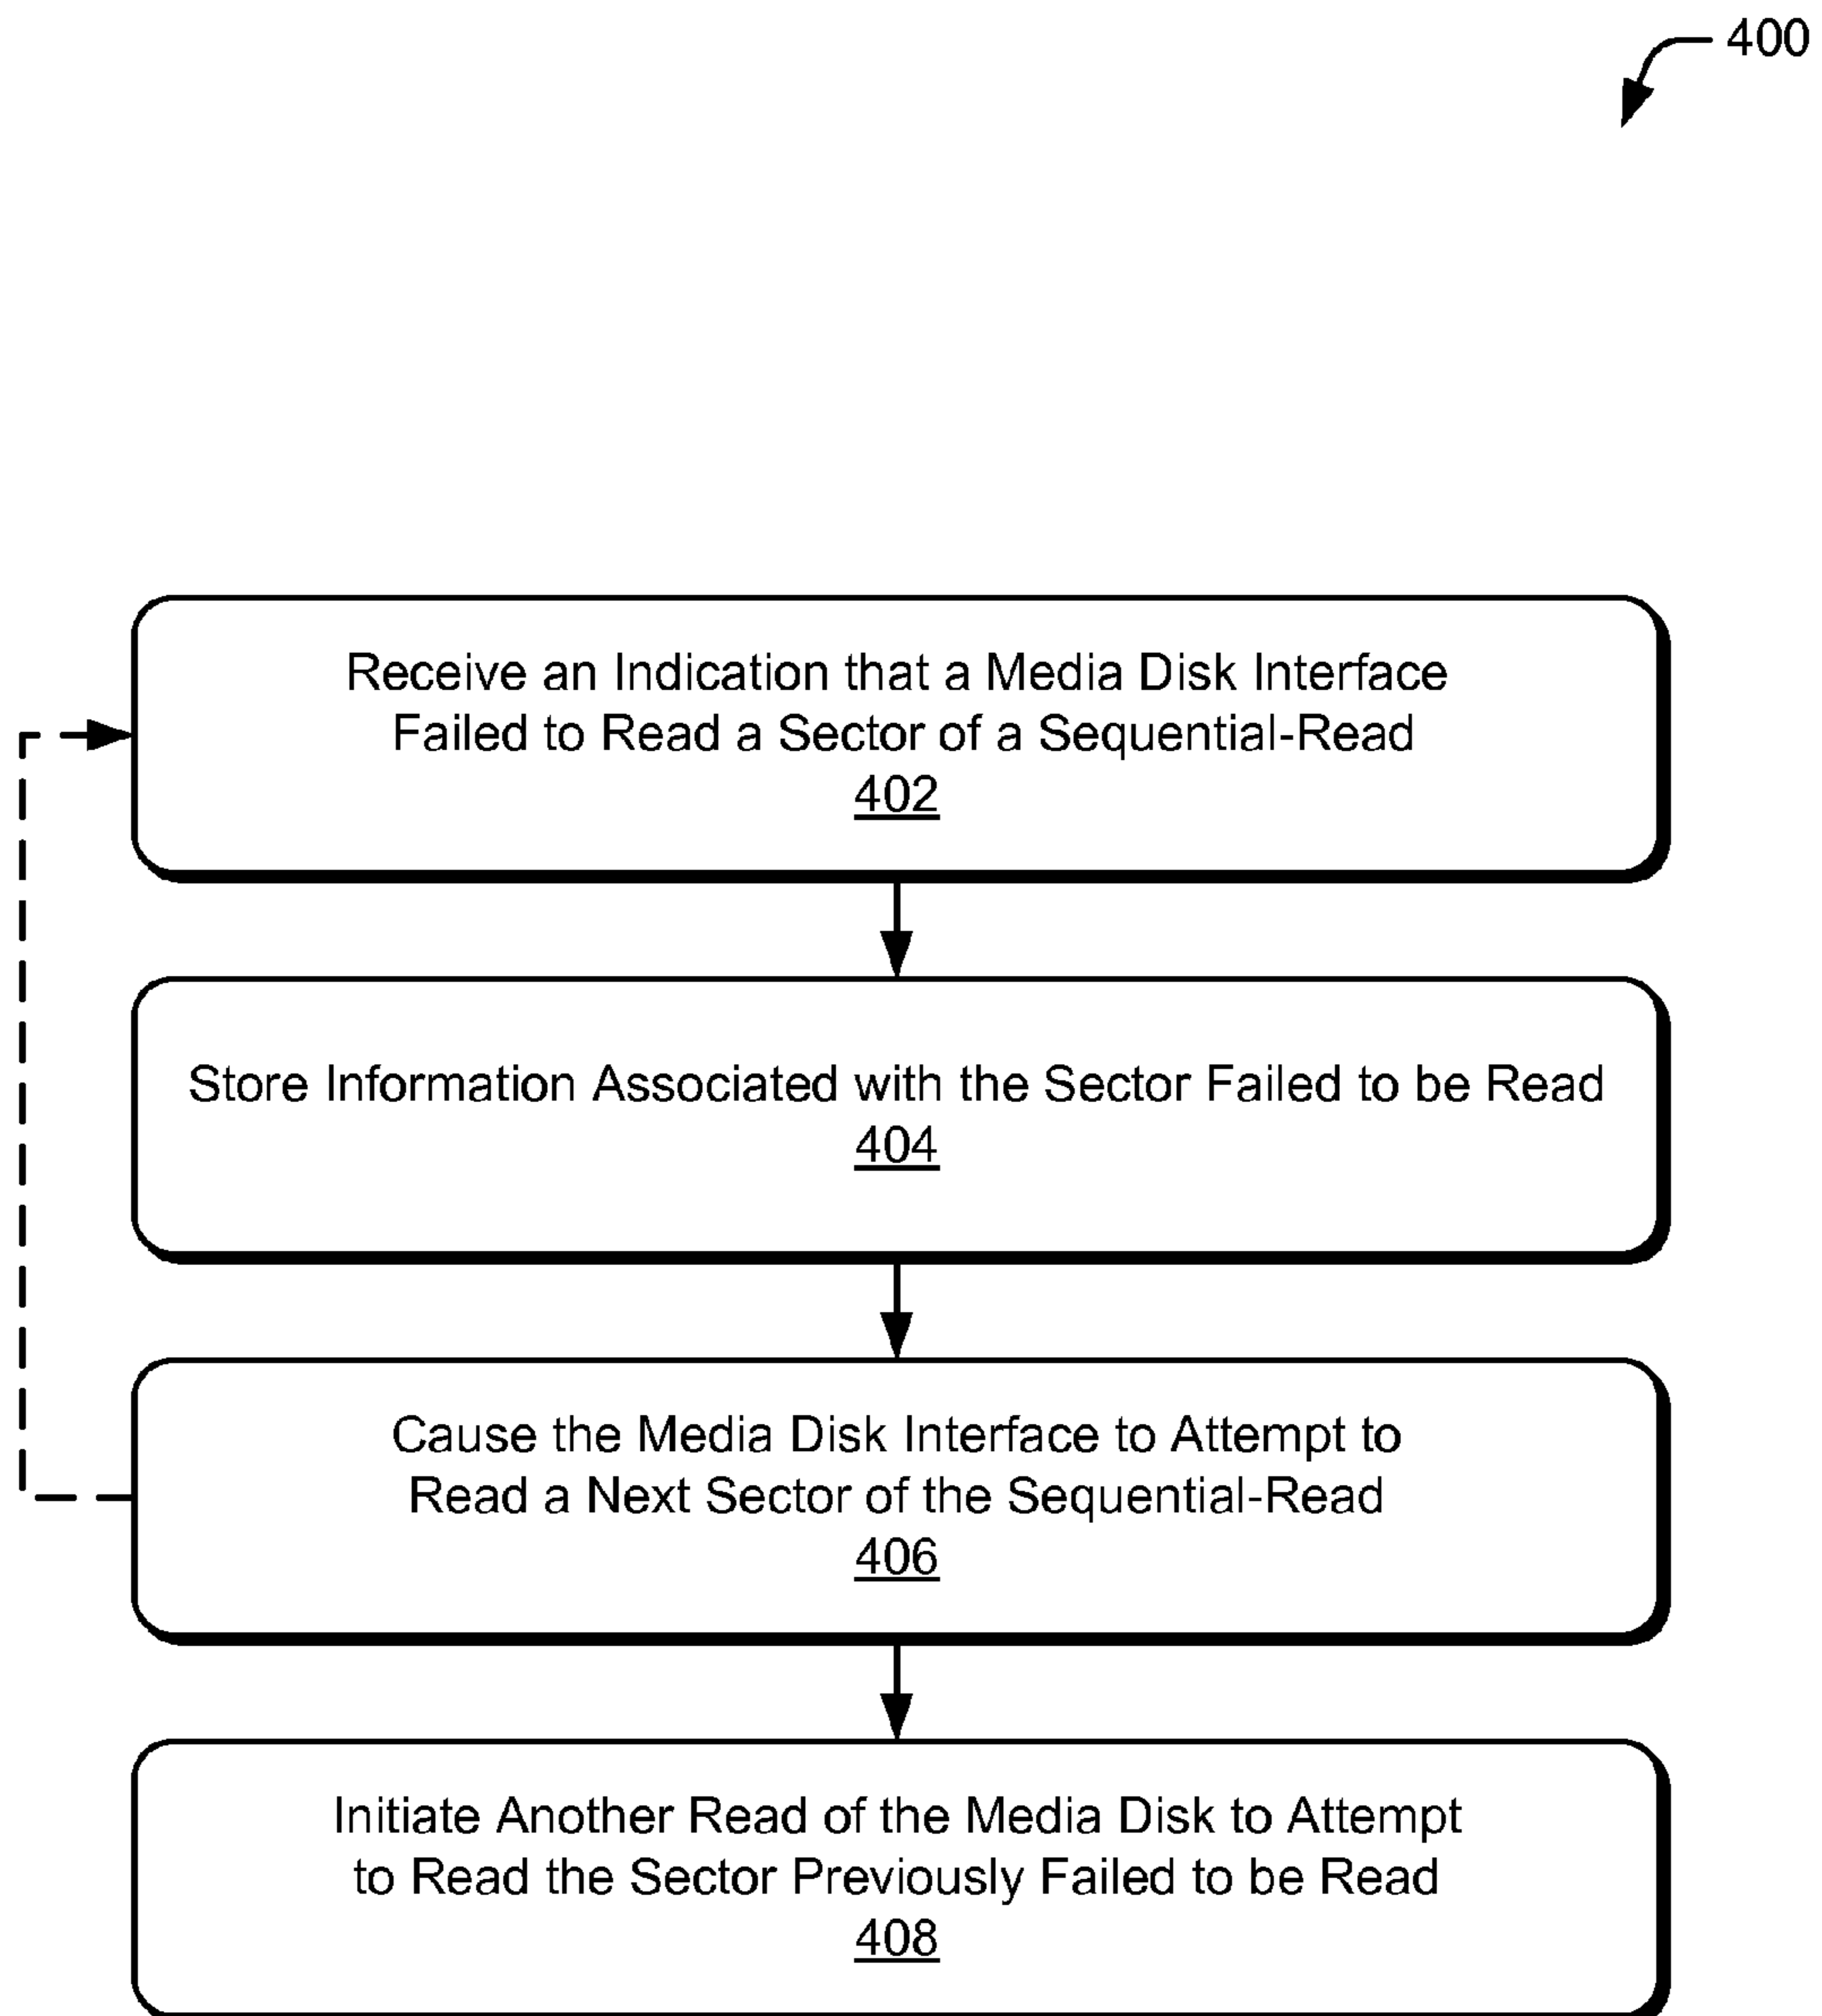 400
Receive an Indication that a Media Disk Interface
Failed to Read a Sector of a Sequential-Read
402
Store Information Associated with the Sector Failed to be Read
404
Cause the Media Disk Interface to Attempt to
Read a Next Sector of the Sequential-Read
406
Initiate Another Read of the Media Disk to Attempt
to Read the Sector Previously Failed to be Read
408